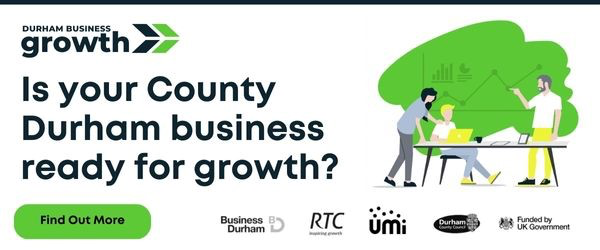 DURHAM BUSINESS
growth
Is your County
Durham business
ready for growth?
Find Out More
Business
Durham
BD
RTC
inspiring growth
umi
Durham
County Council
Funded by
UK Government